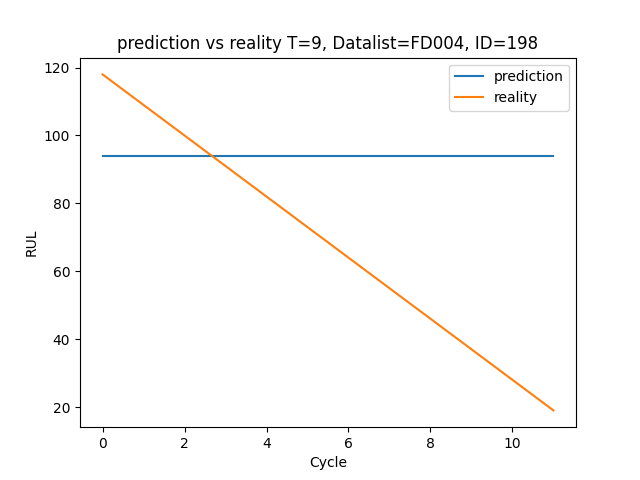 prediction vs reality T=9, Datalist=FD004, ID=198
prediction
reality
120
100
80
60
40
20
RUL
0 2 4 6 8 10
Cycle